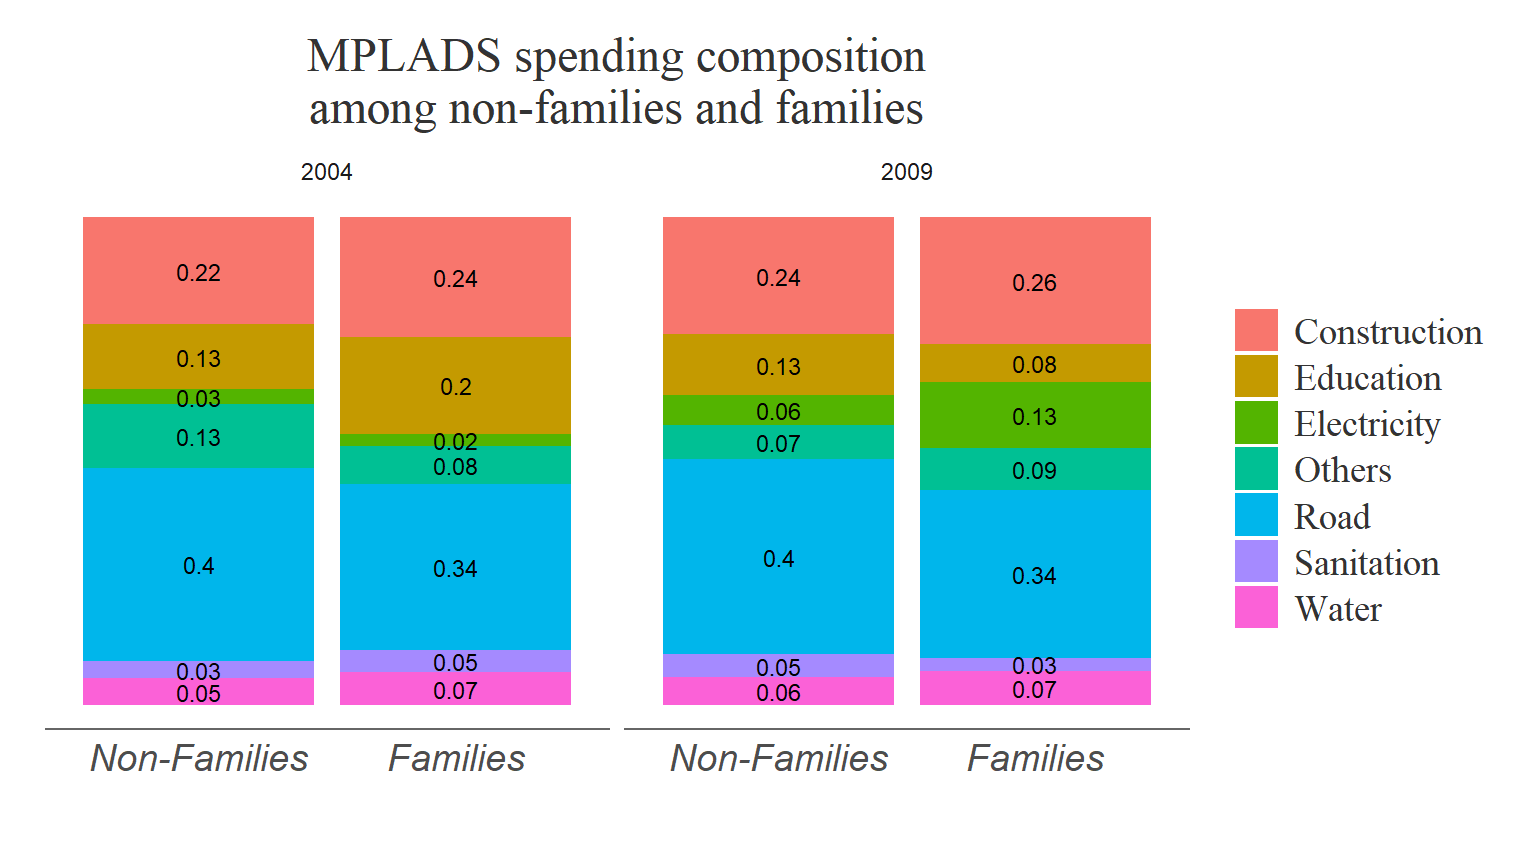 MPLADS spending composition
among non-families and families
2004
2009
0.22
0.13
0.03
0.13
0.4
0.03
0.05
0.24
0.2
0.02
0.08
0.34
0.05
0.07
0.24
0.13
0.06
0.07
0.4
0.05
0.06
0.26
0.08
0.13
0.09
0.34
0.03
0.07
Non-Families
Families
Non-Families
Families
Construction
Education
Electricity
Others
Road
Sanitation
Water